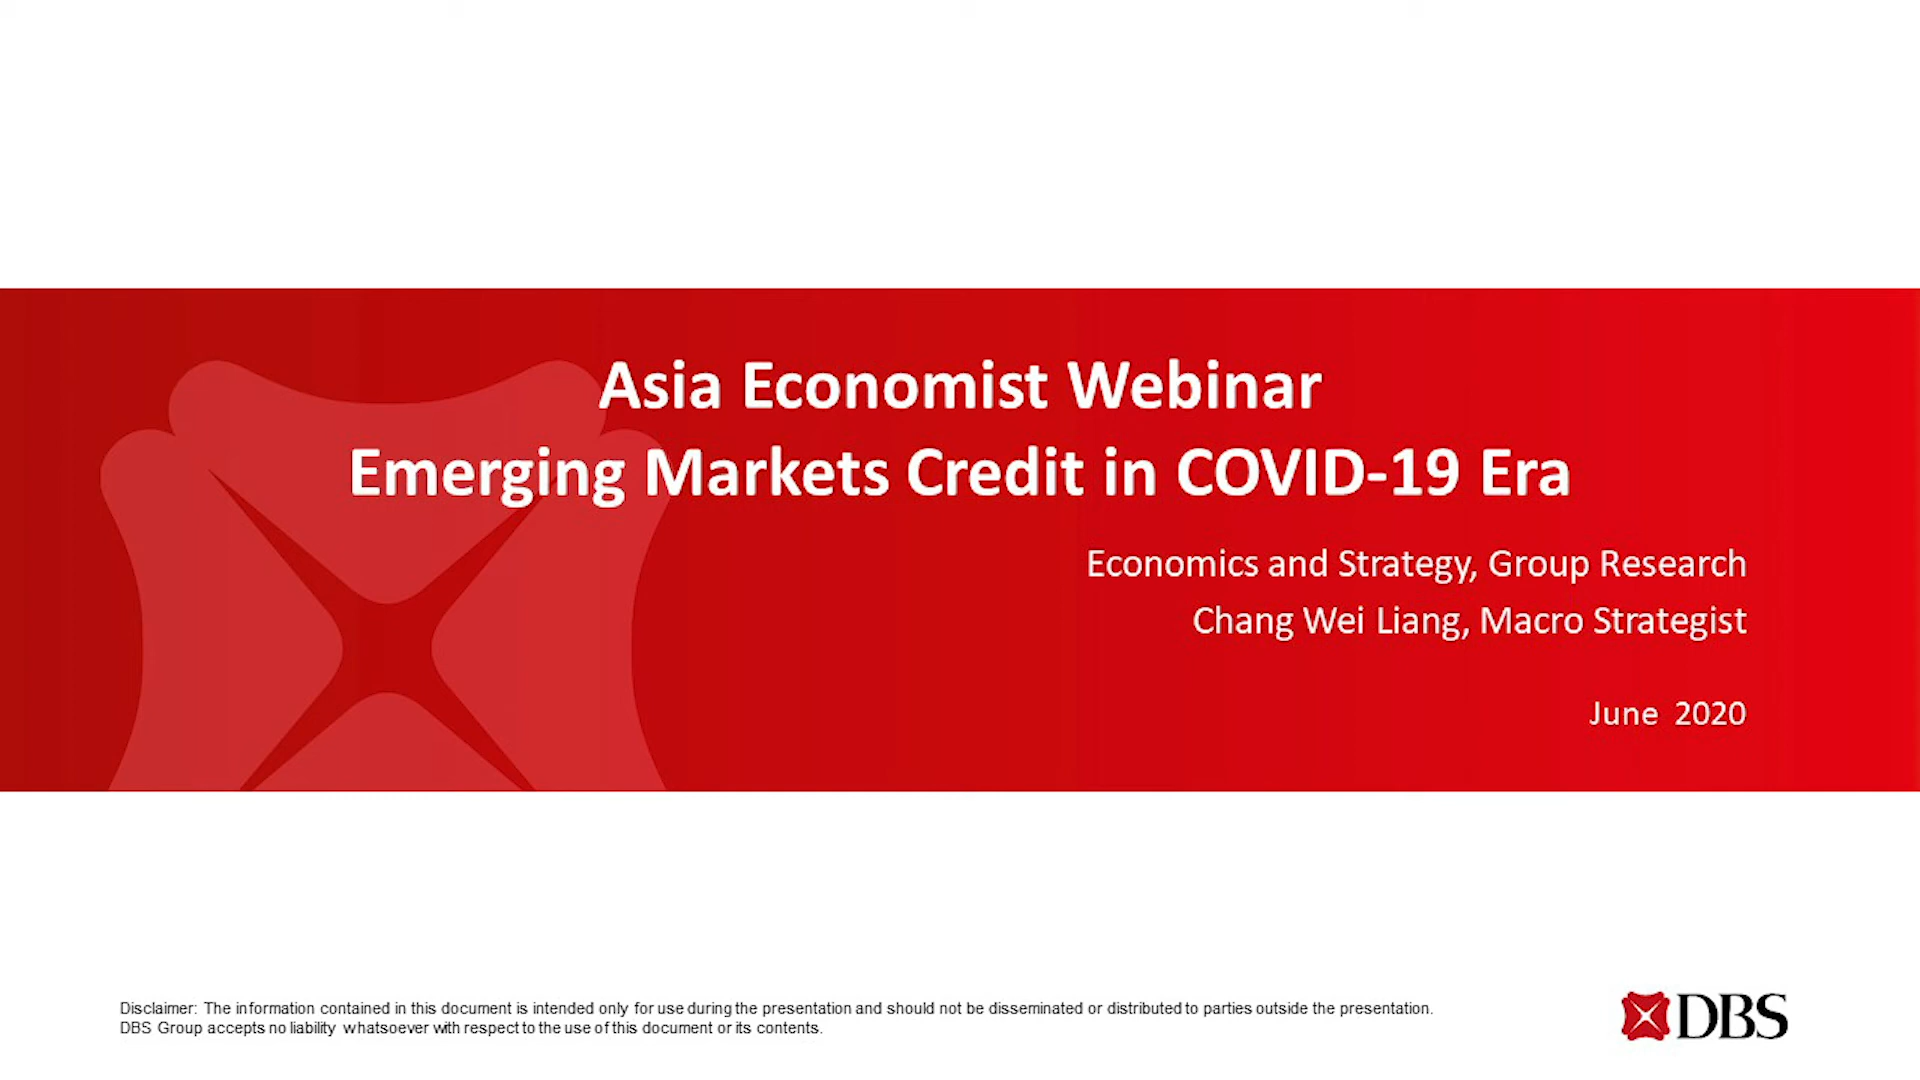 Asia Economist Webinar
Emerging Markets Credit in COVID-19 Era
Economics and Strategy, Group Research
Chang Wei Liang, Macro Strategist
June 2020
Disclaimer: The information contained in this document is intended only for use during the presentation and should not be disseminated or distributed to parties outside the presentation.
DBS Group accepts no liability whatsoever with respect to the use of this document or its contents.
DBS